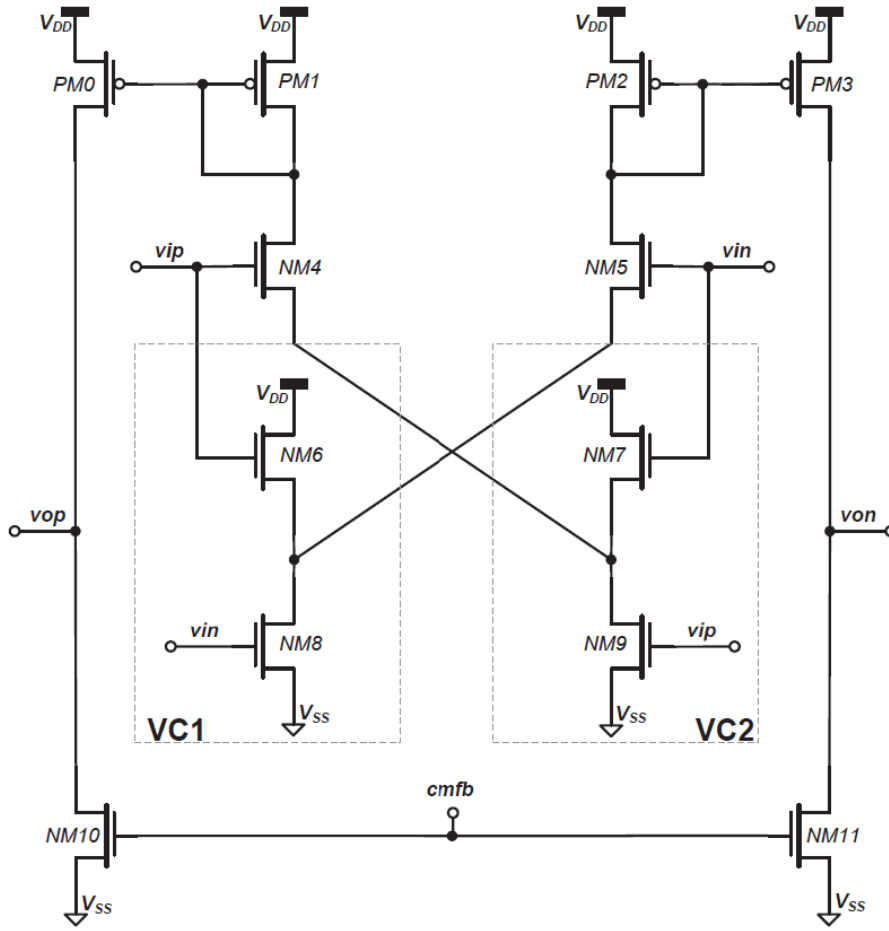 VDD VDD VDD VDD
PM0 PM1 PM2 PM3
vip NM4 NM5 vin
VDD VDD
NM6 NM7
vop von
vin NM8 NM9 vip
VSS VSS
VC1 VC2
cmfb
NM10 NM11
VSS VSS